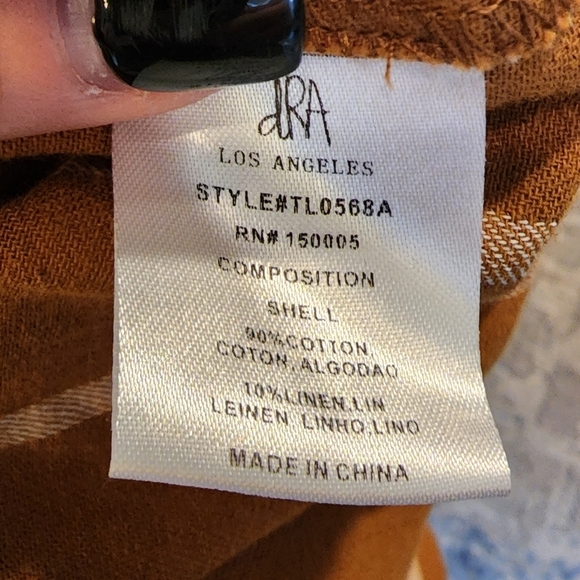 dRA
LOS ANGELES
STYLE#TL0568A
RN# 150005
COMPOSITION
SHELL
90%COTTON
COTON,ALGODAO
10%LINEN,LIN
LEINEN LINHO,LINO
MADE IN CHINA